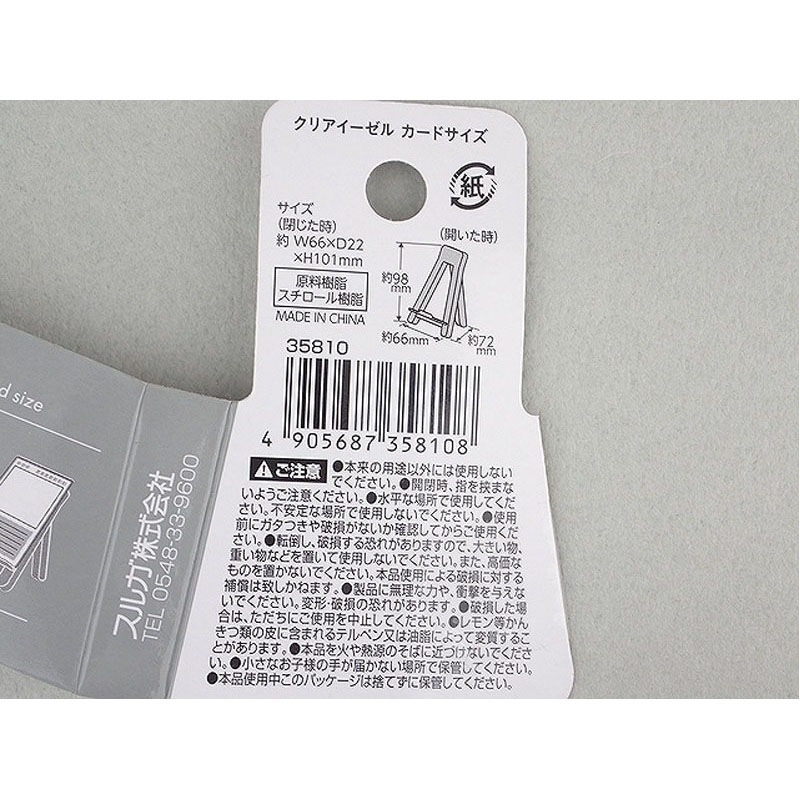 クリアイーゼル カードサイズ
紙
サイズ
(閉じた時)
約 W66×D22
×H101mm
(開いた時)
約98
mm
約66mm
約72
mm
原料樹脂
スチロール樹脂
MADE IN CHINA
35810
4 905687 358108
ご注意 ●本来の用途以外には使用しない
でください。●開閉時、指を挟まな
いようご注意ください。●水平な場所で使用してくだ
さい。不安定な場所で使用しないでください。●使用
前にガタつきや破損がないか確認してからご使用くだ
さい。●転倒し、破損する恐れがありますので、大きい物、
重い物などを置いて使用しないでください。また、高価な
ものを置かないでください。本品使用による破損に対する
補償は致しかねます。●製品に無理な力や、衝撃を与えな
いでください。変形・破損の恐れがあります。●破損した場
合は、ただちにご使用を中止してください。●レモン等かん
きつ類の皮に含まれるテルペン又は油脂によって変質するこ
とがあります。●本品を火や熱源のそばに近づけないでくださ
い。●小さなお子様の手が届かない場所で保管してください。
●本品使用中このパッケージは捨てずに保管してください。
d size
スルガ株式会社
TEL 0548-33-9600